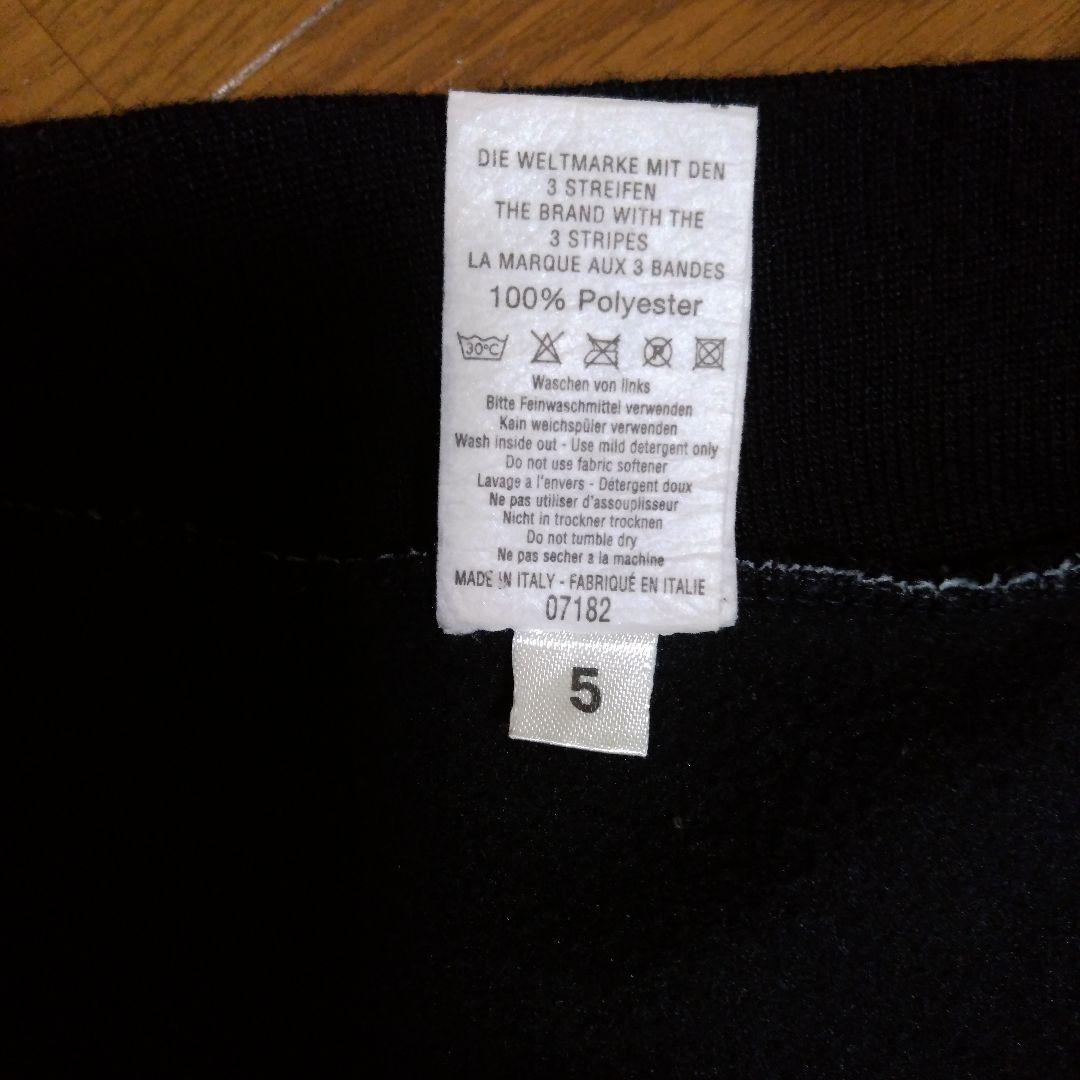 DIE WELTMARKE MIT DEN
3 STREIFEN
THE BRAND WITH THE
3 STRIPES
LA MARQUE AUX 3 BANDES
100% Polyester
30°C
Waschen von links
Bitte Feinwaschmittel verwenden
Kain weichspüler verwenden
Wash inside out - Use mild detergent only
Do not use fabric softener
Lavage a l'envers - Détergent doux
Ne pas utiliser d'assouplisseur
Nicht in trockner trocknen
Do not tumble dry
Ne pas secher a la machine
MADE IN ITALY - FABRIQUÉ EN ITALIE
07182
5